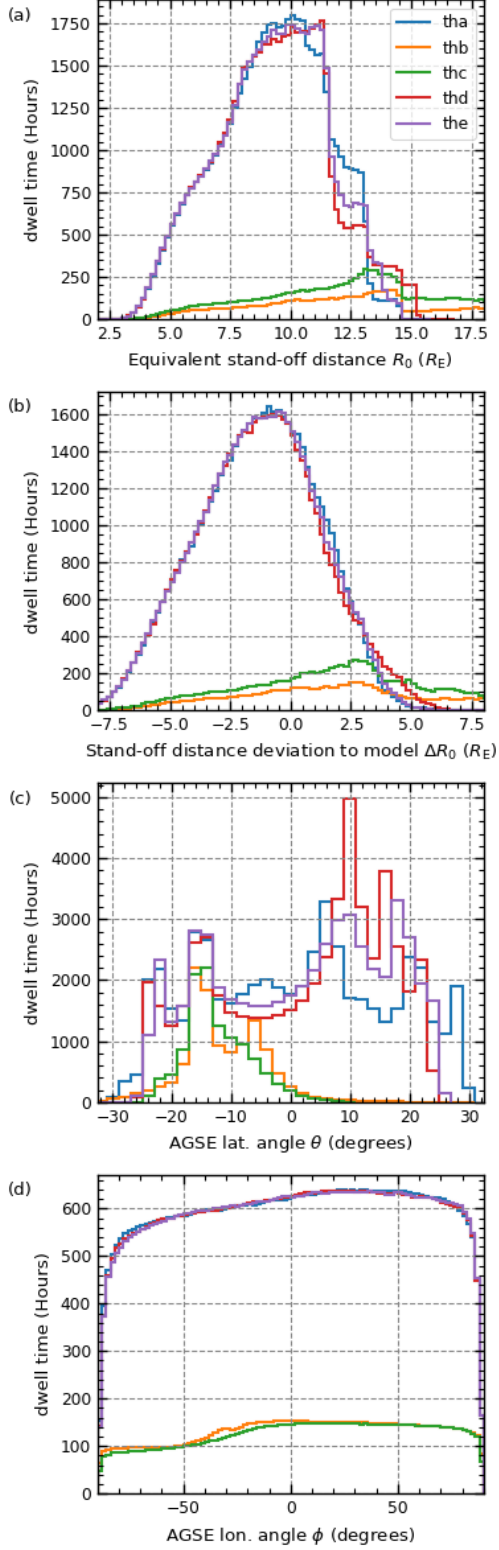 (a)
1750
1500
1250
1000
750
500
250
0
dwell time (Hours)
tha
thb
thc
thd
the
2.5 5.0 7.5 10.0 12.5 15.0 17.5
Equivalent stand-off distance R₀ (R_E)
(b)
1600
1400
1200
1000
800
600
400
200
0
dwell time (Hours)
−7.5 −5.0 −2.5 0.0 2.5 5.0 7.5
Stand-off distance deviation to model ΔR₀ (R_E)
(c)
5000
4000
3000
2000
1000
0
dwell time (Hours)
−30 −20 −10 0 10 20 30
AGSE lat. angle θ (degrees)
(d)
600
500
400
300
200
100
0
dwell time (Hours)
−50 0 50
AGSE lon. angle ϕ (degrees)